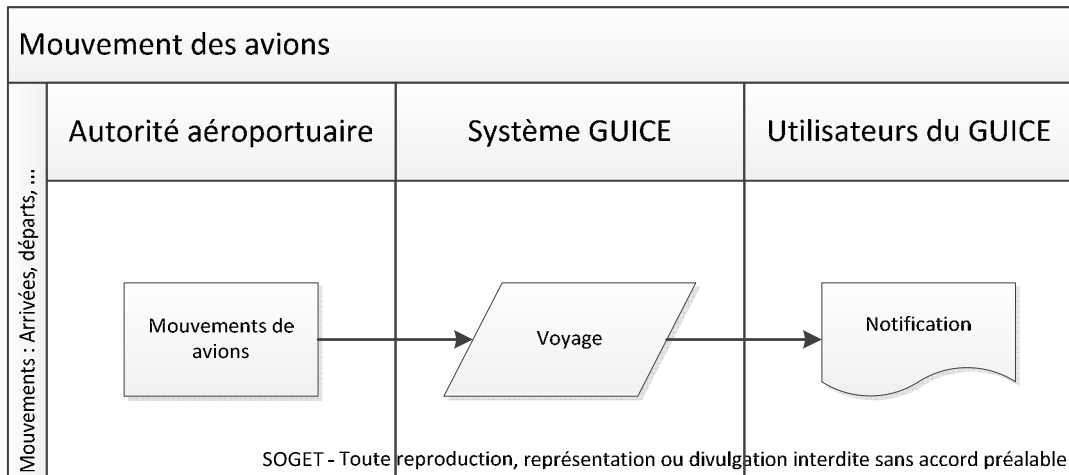 Mouvement des avions
Autorité aéroportuaire
Système GUICE
Utilisateurs du GUICE
Mouvements : Arrivées, départs, ...
Mouvements de
avions
Voyage
Notification
SOGET - Toute reproduction, représentation ou divulgation interdite sans accord préalable